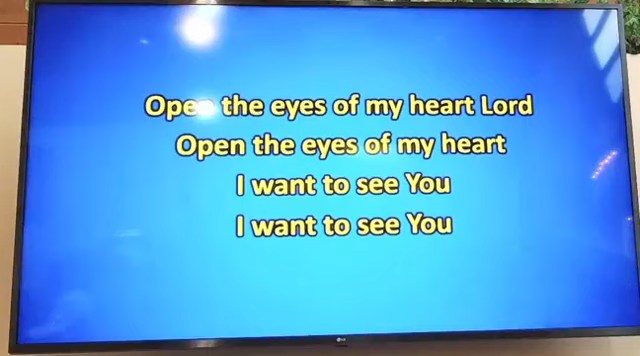 Open the eyes of my heart Lord
Open the eyes of my heart
I want to see You
I want to see You
LG